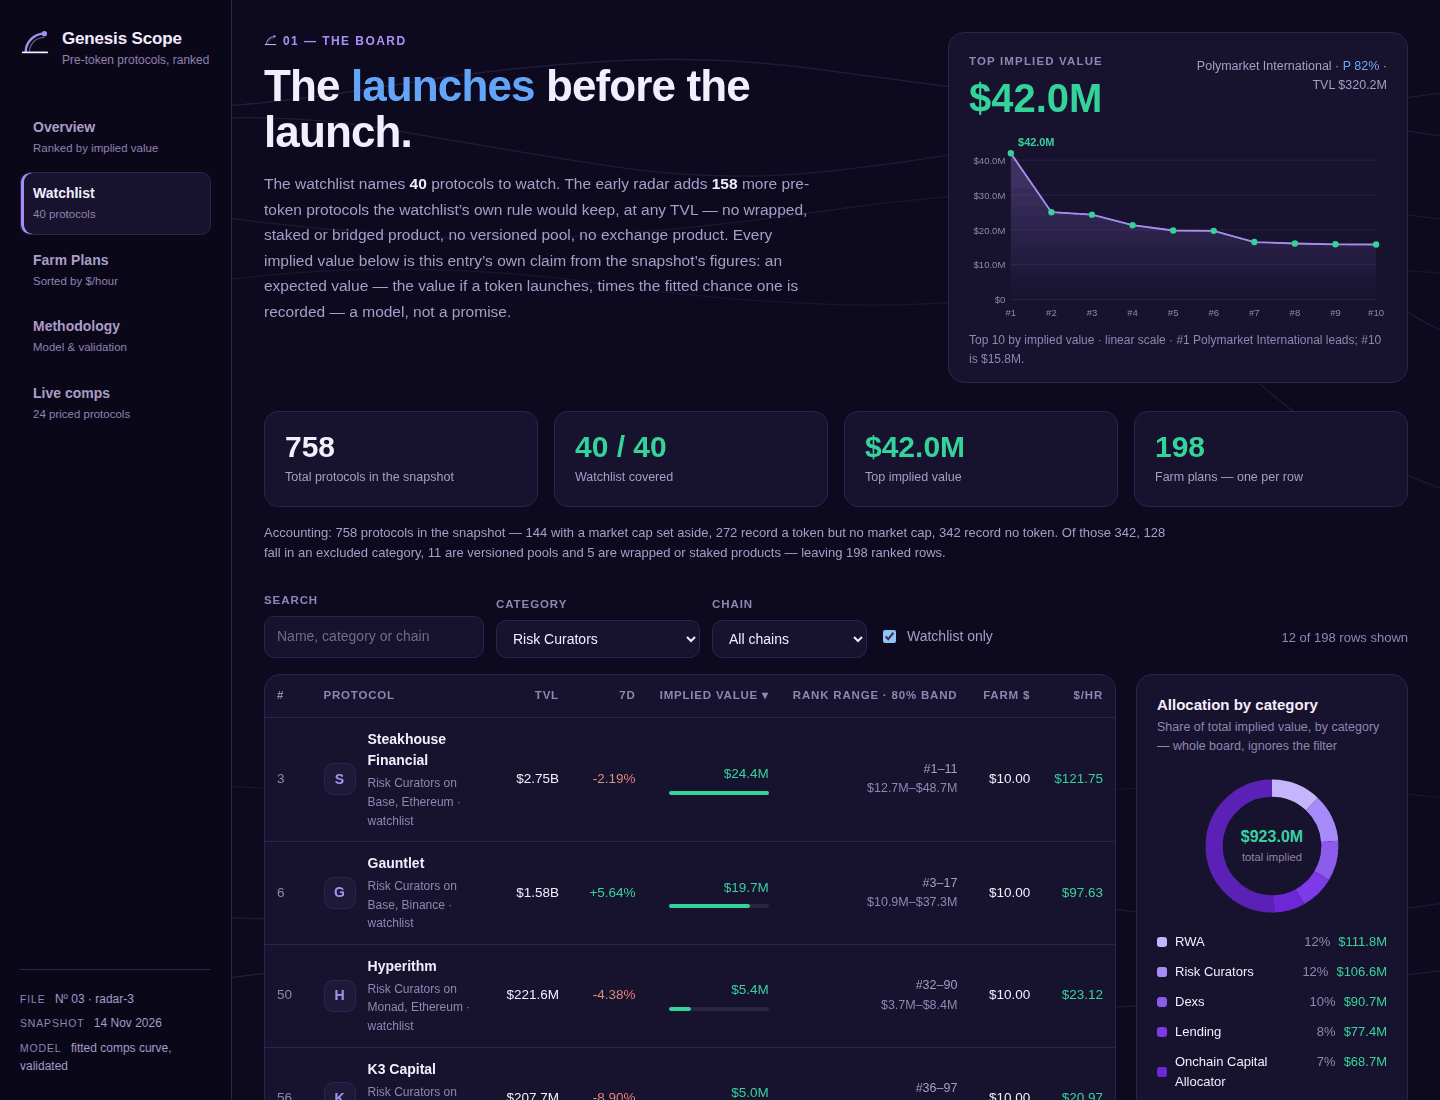 Genesis Scope
Pre-token protocols, ranked
Overview
Ranked by implied value
Watchlist
40 protocols
Farm Plans
Sorted by $/hour
Methodology
Model & validation
Live comps
24 priced protocols
FILE Nº 03 · radar-3
SNAPSHOT 14 Nov 2026
MODEL fitted comps curve,
validated
01 — THE BOARD
The launches before the
launch.
The watchlist names 40 protocols to watch. The early radar adds 158 more pre-
token protocols the watchlist’s own rule would keep, at any TVL — no wrapped,
staked or bridged product, no versioned pool, no exchange product. Every
implied value below is this entry’s own claim from the snapshot’s figures: an
expected value — the value if a token launches, times the fitted chance one is
recorded — a model, not a promise.
TOP IMPLIED VALUE
$42.0M
Polymarket International · P 82% ·
TVL $320.2M
$42.0M
$40.0M
$30.0M
$20.0M
$10.0M
$0
#1 #2 #3 #4 #5 #6 #7 #8 #9 #10
Top 10 by implied value · linear scale · #1 Polymarket International leads; #10
is $15.8M.
758
Total protocols in the snapshot
40 / 40
Watchlist covered
$42.0M
Top implied value
198
Farm plans — one per row
Accounting: 758 protocols in the snapshot — 144 with a market cap set aside, 272 record a token but no market cap, 342 record no token. Of those 342, 128
fall in an excluded category, 11 are versioned pools and 5 are wrapped or staked products — leaving 198 ranked rows.
SEARCH
Name, category or chain
CATEGORY
Risk Curators
CHAIN
All chains
Watchlist only
12 of 198 rows shown
# PROTOCOL TVL 7D IMPLIED VALUE ▾ RANK RANGE · 80% BAND FARM $ $/HR
3 S Steakhouse
Financial
Risk Curators on
Base, Ethereum ·
watchlist
$2.75B -2.19% $24.4M #1–11
$12.7M–$48.7M
$10.00 $121.75
6 G Gauntlet
Risk Curators on
Base, Binance ·
watchlist
$1.58B +5.64% $19.7M #3–17
$10.9M–$37.3M
$10.00 $97.63
50 H Hyperithm
Risk Curators on
Monad, Ethereum ·
watchlist
$221.6M -4.38% $5.4M #32–90
$3.7M–$8.4M
$10.00 $23.12
56 K K3 Capital
Risk Curators on
$207.7M -8.90% $5.0M #36–97
$10.00 $20.97
Allocation by category
Share of total implied value, by category
— whole board, ignores the filter
$923.0M
total implied
RWA 12% $111.8M
Risk Curators 12% $106.6M
Dexs 10% $90.7M
Lending 8% $77.4M
Onchain Capital
Allocator
7% $68.7M